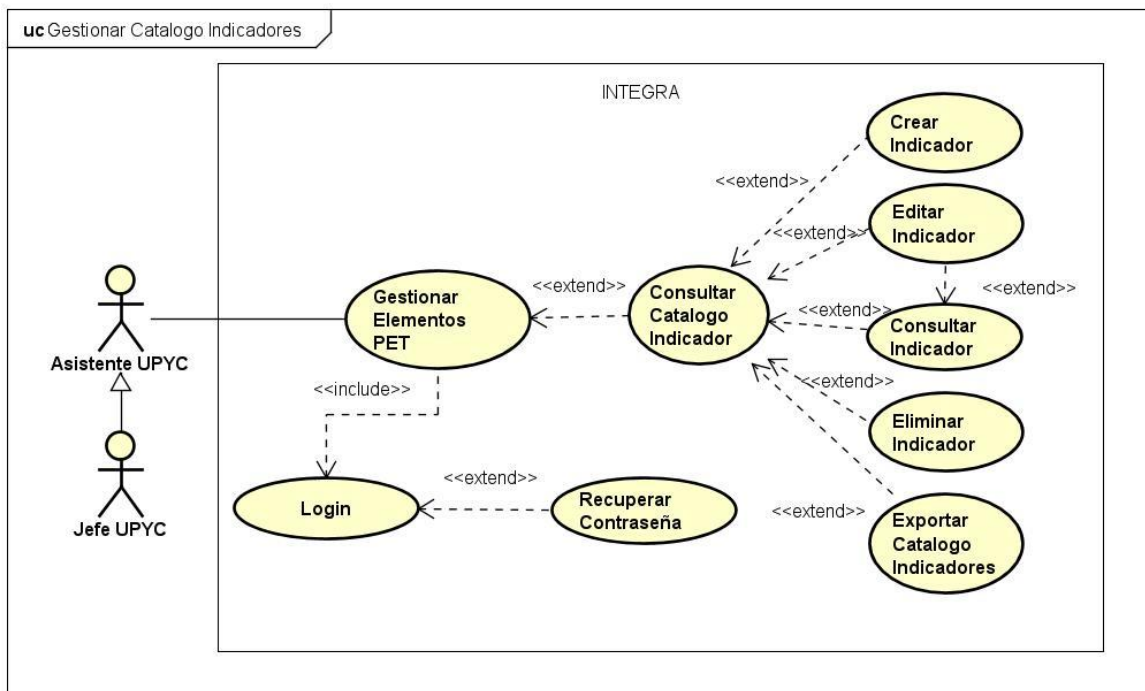 uc Gestionar Catalogo Indicadores
INTEGRA
Crear
Indicador
<<extend>>
Editar
Indicador
<<extend>>
<<extend>>
Consultar
Indicador
<<extend>>
<<extend>>
Consultar
Catalogo
Indicador
Gestionar
Elementos
PET
Asistente UPYC
<<include>>
<<extend>>
Eliminar
Indicador
<<extend>>
Login
Recuperar
Contraseña
Jefe UPYC
<<extend>>
Exportar
Catalogo
Indicadores